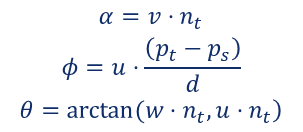 α = v · n_t
ϕ = u · (p_t − p_s) / d
θ = arctan(w · n_t, u · n_t)